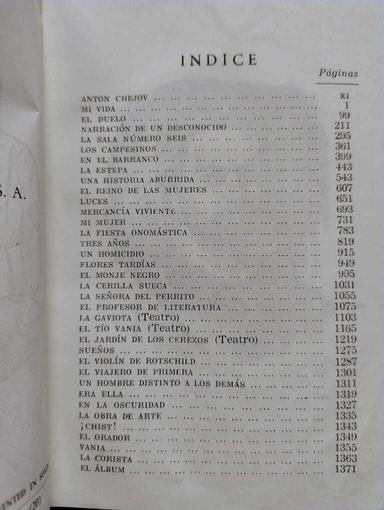 INDICE
Páginas
ANTON CHEJOV ... ... ... ... ... ... ... ... ... XI
MI VIDA ... ... ... ... ... ... ... ... ... ... 1
EL DUELO ... ... ... ... ... ... ... ... ... ... 99
NARRACIÓN DE UN DESCONOCIDO ... ... ... ... ... 211
LA SALA NÚMERO SEIS ... ... ... ... ... ... ... 295
LOS CAMPESINOS ... ... ... ... ... ... ... ... 361
EN EL BARRANCO ... ... ... ... ... ... ... ... 399
LA ESTEPA ... ... ... ... ... ... ... ... ... 443
UNA HISTORIA ABURRIDA ... ... ... ... ... ... 543
EL REINO DE LAS MUJERES ... ... ... ... ... ... 607
LUCES ... ... ... ... ... ... ... ... ... ... 651
MERCANCÍA VIVIENTE ... ... ... ... ... ... ... 693
MI MUJER ... ... ... ... ... ... ... ... ... 731
LA FIESTA ONOMÁSTICA ... ... ... ... ... ... 783
TRES AÑOS ... ... ... ... ... ... ... ... ... 819
UN HOMICIDIO ... ... ... ... ... ... ... ... 915
FLORES TARDÍAS ... ... ... ... ... ... ... ... 949
EL MONJE NEGRO ... ... ... ... ... ... ... ... 995
LA CERILLA SUECA ... ... ... ... ... ... ... 1031
LA SEÑORA DEL PERRITO ... ... ... ... ... ... 1055
EL PROFESOR DE LITERATURA ... ... ... ... ... 1075
LA GAVIOTA (Teatro) ... ... ... ... ... ... ... 1103
EL TÍO VANIA (Teatro) ... ... ... ... ... ... 1165
EL JARDÍN DE LOS CEREZOS (Teatro) ... ... ... ... 1219
SUEÑOS ... ... ... ... ... ... ... ... ... ... 1275
EL VIOLÍN DE ROTSCHILD ... ... ... ... ... ... 1287
EL VIAJERO DE PRIMERA ... ... ... ... ... ... 1301
UN HOMBRE DISTINTO A LOS DEMÁS ... ... ... ... 1311
ERA ELLA ... ... ... ... ... ... ... ... ... 1319
EN LA OSCURIDAD ... ... ... ... ... ... ... ... 1327
LA OBRA DE ARTE ... ... ... ... ... ... ... ... 1335
¡CHIST! ... ... ... ... ... ... ... ... ... ... 1343
EL ORADOR ... ... ... ... ... ... ... ... ... 1349
VANIA ... ... ... ... ... ... ... ... ... ... 1355
LA CORISTA ... ... ... ... ... ... ... ... ... 1363
EL ÁLBUM ... ... ... ... ... ... ... ... ... 1371
S. A.
INTED IN
(20)